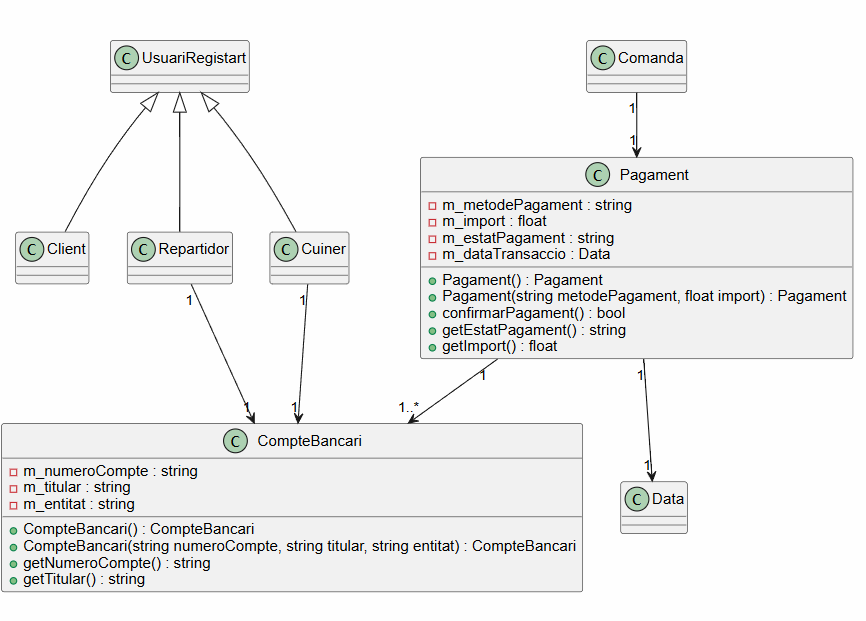 C UsuariRegistart
C Comanda
1
1
C Pagament
m_metodePagament : string
m_import : float
m_estatPagament : string
m_dataTransaccio : Data
Pagament() : Pagament
Pagament(string metodePagament, float import) : Pagament
confirmarPagament() : bool
getEstatPagament() : string
getImport() : float
C Client
C Repartidor
C Cuiner
1
1
1
1
1
1..*
1
1
C CompteBancari
m_numeroCompte : string
m_titular : string
m_entitat : string
CompteBancari() : CompteBancari
CompteBancari(string numeroCompte, string titular, string entitat) : CompteBancari
getNumeroCompte() : string
getTitular() : string
C Data